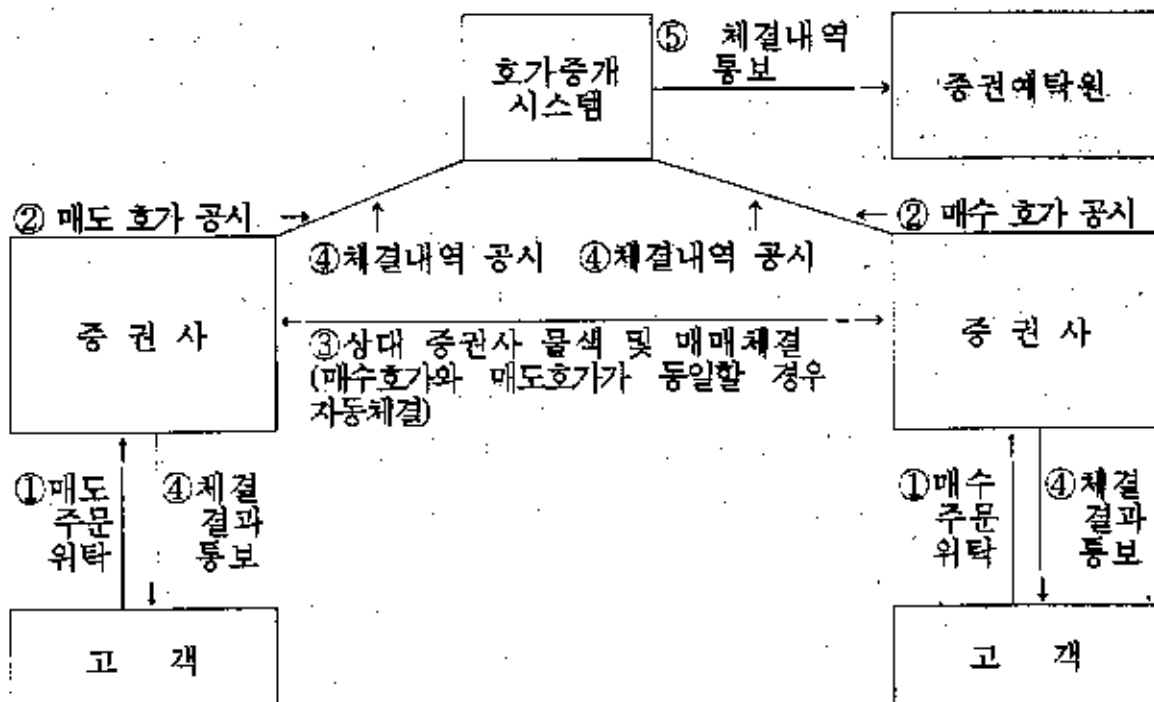 ⑤ 체결내역
통보
호가중개
시스템
증권예탁원
② 매도 호가 공시
② 매수 호가 공시
④체결내역 공시
④체결내역 공시
증 권 사
증 권 사
③상대 증권사 물색 및 매매체결
(매수호가와 매도호가가 동일할 경우
자동체결)
①매도
주문
위탁
④체결
결과
통보
①매수
주문
위탁
④체결
결과
통보
고 객
고 객